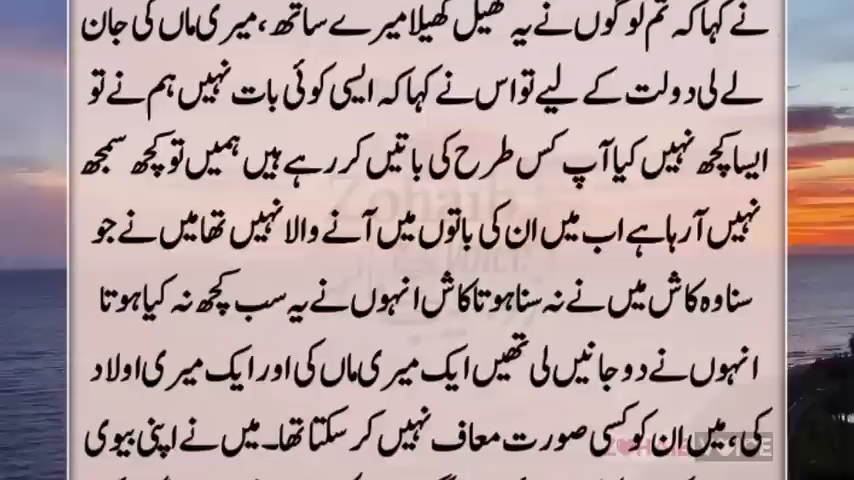 نے کہا کہ تم لوگوں نے یہ کھیل کھیلا میرے ساتھ، میری ماں کی جان
لے لی دولت کے لیے تو اس نے کہا کہ ایسی کوئی بات نہیں ہم نے تو
ایسا کچھ نہیں کیا آپ کس طرح کی باتیں کر رہے ہیں ہمیں تو کچھ سمجھ
نہیں آ رہا ہے اب میں ان کی باتوں میں آنے والا نہیں تھا میں نے جو
سنا وہ کاش میں نے نہ سنا ہوتا کاش انہوں نے یہ سب کچھ نہ کیا ہوتا
انہوں نے دو جانیں لی تھیں ایک میری ماں کی اور ایک میری اولاد
کی، میں ان کو کسی صورت معاف نہیں کر سکتا تھا۔ میں نے اپنی بیوی
Zohaib
Voice
VOICE